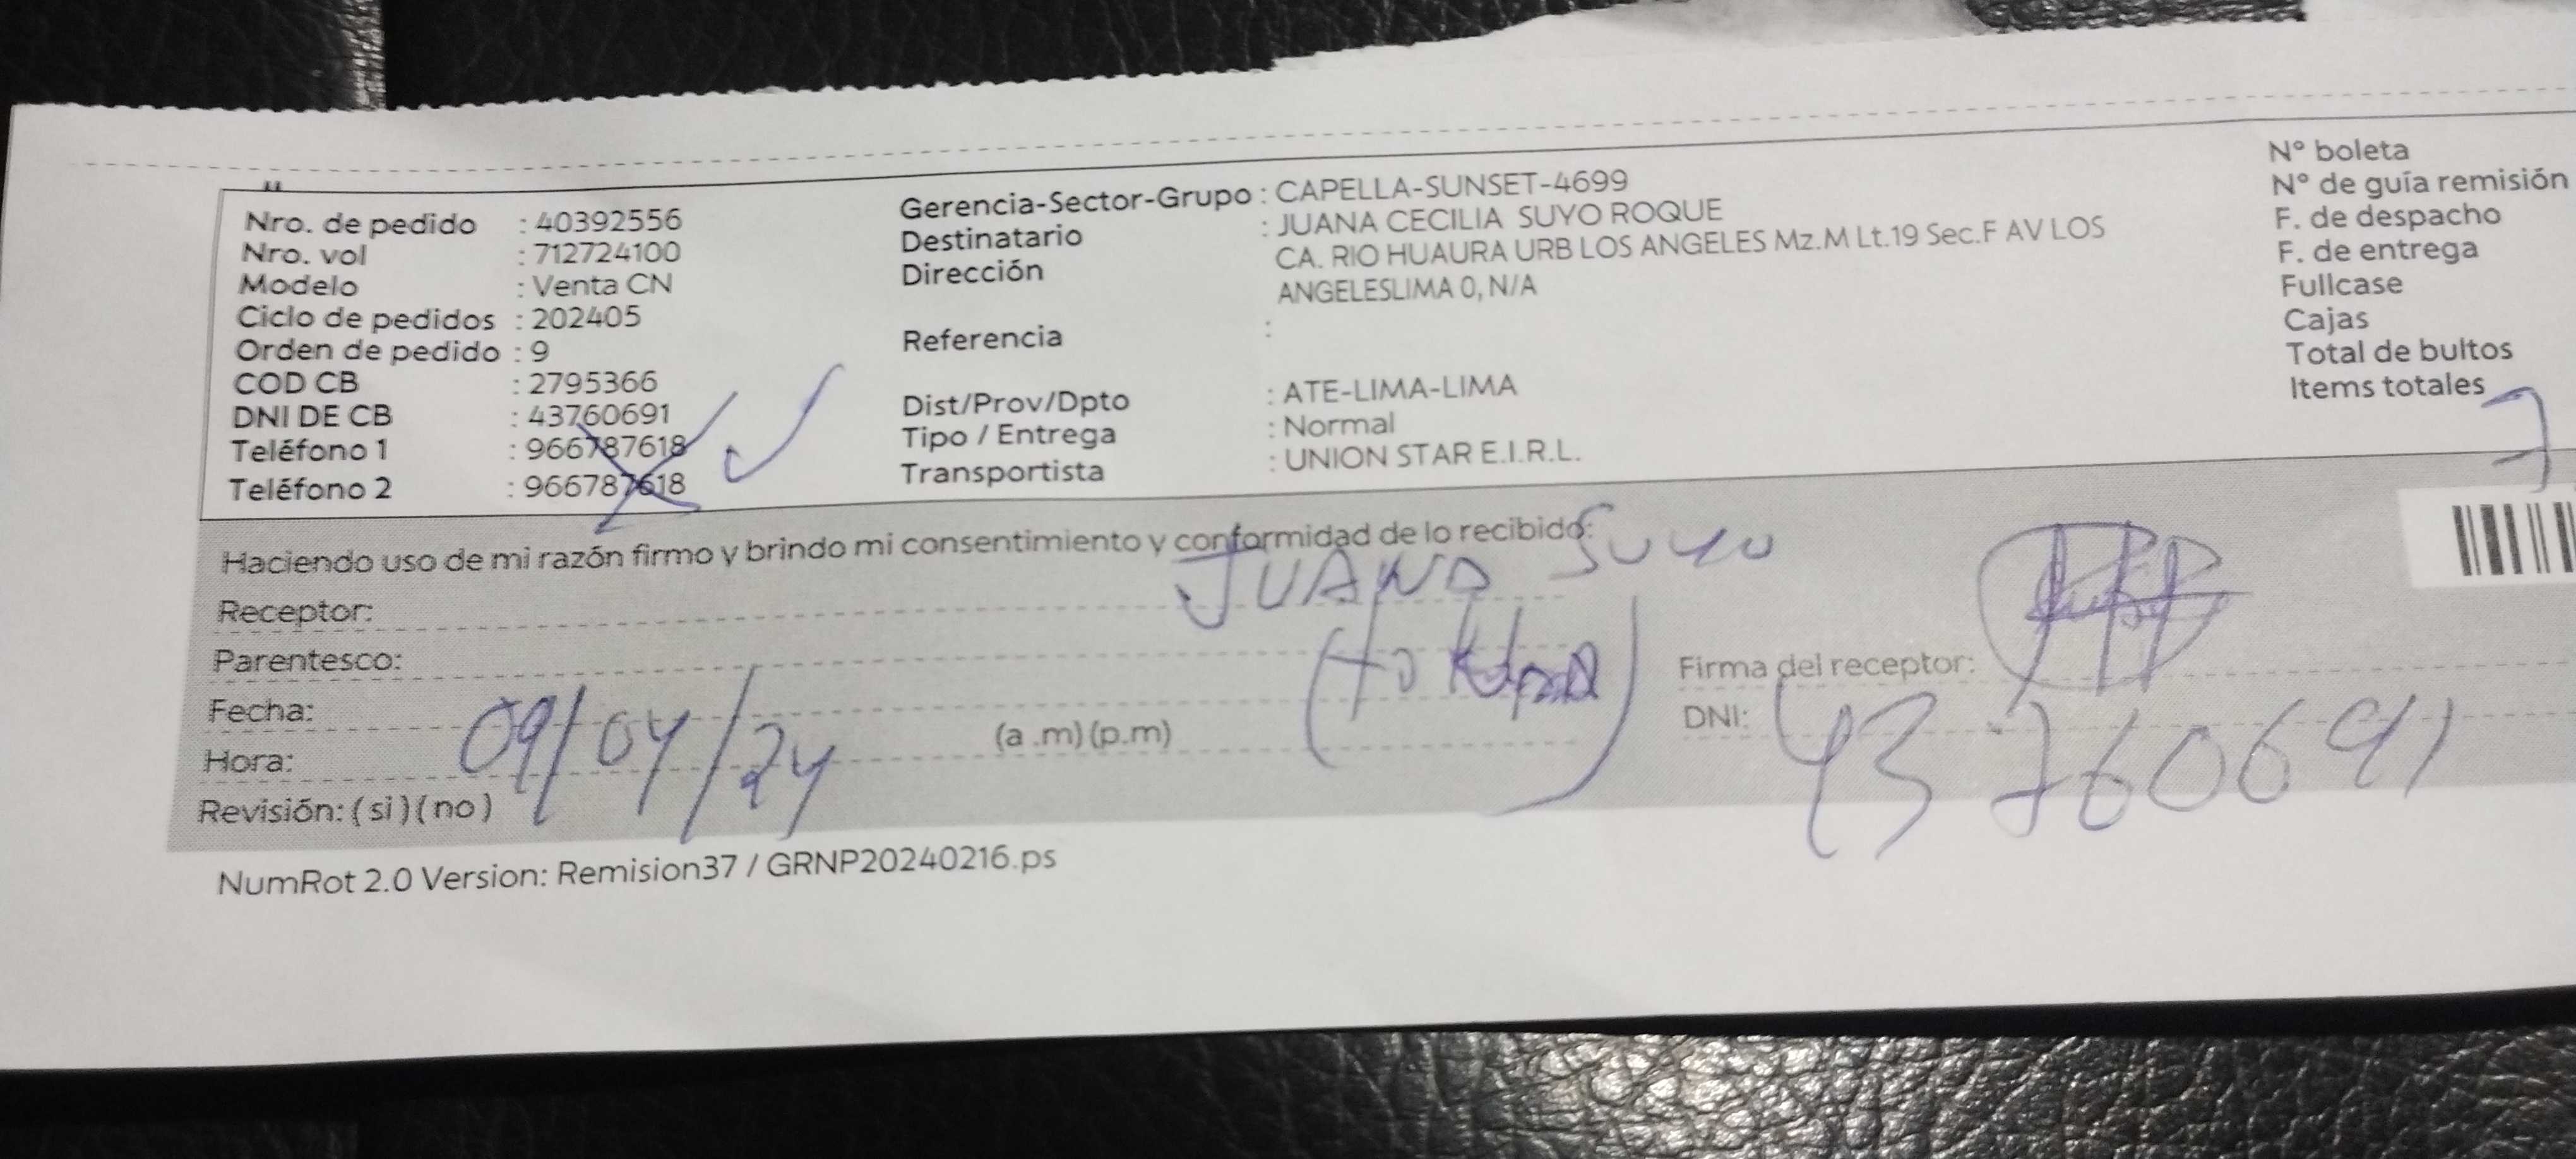 Nro. de pedido : 40392556
Nro. vol : 712724100
Modelo : Venta CN
Ciclo de pedidos : 202405
Orden de pedido : 9
COD CB : 2795366
DNI DE CB : 43760691
Teléfono 1 : 966787618
Teléfono 2 : 966787618
Gerencia-Sector-Grupo : CAPELLA-SUNSET-4699
Destinatario : JUANA CECILIA SUYO ROQUE
Dirección CA. RIO HUAURA URB LOS ANGELES Mz.M Lt.19 Sec.F AV LOS
ANGELESLIMA 0, N/A
Referencia :
Dist/Prov/Dpto : ATE-LIMA-LIMA
Tipo / Entrega : Normal
Transportista : UNION STAR E.I.R.L.
N° boleta
N° de guía remisión
F. de despacho
F. de entrega
Fullcase
Cajas
Total de bultos
Items totales
7
Haciendo uso de mi razón firmo y brindo mi consentimiento y conformidad de lo recibido:
Receptor: JUANA SUYO
Parentesco:
Fecha: 09/04/24
Hora: (a .m) (p.m)
Revisión: ( si ) ( no )
Firma del receptor:
DNI: 43760691
NumRot 2.0 Version: Remision37 / GRNP20240216.ps